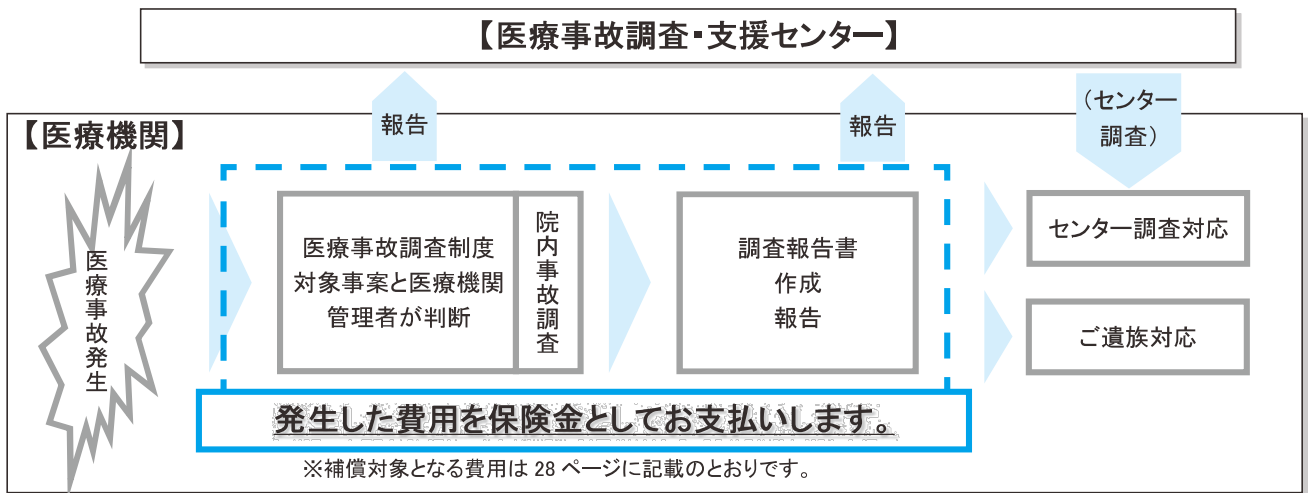 【医療事故調査・支援センター】
報告
報告
（センター
調査）
【医療機関】
医療事故発生
医療事故調査制度
対象事案と医療機関
管理者が判断
院内事故調査
調査報告書
作成
報告
センター調査対応
ご遺族対応
発生した費用を保険金としてお支払いします。
※補償対象となる費用は 28 ページに記載のとおりです。